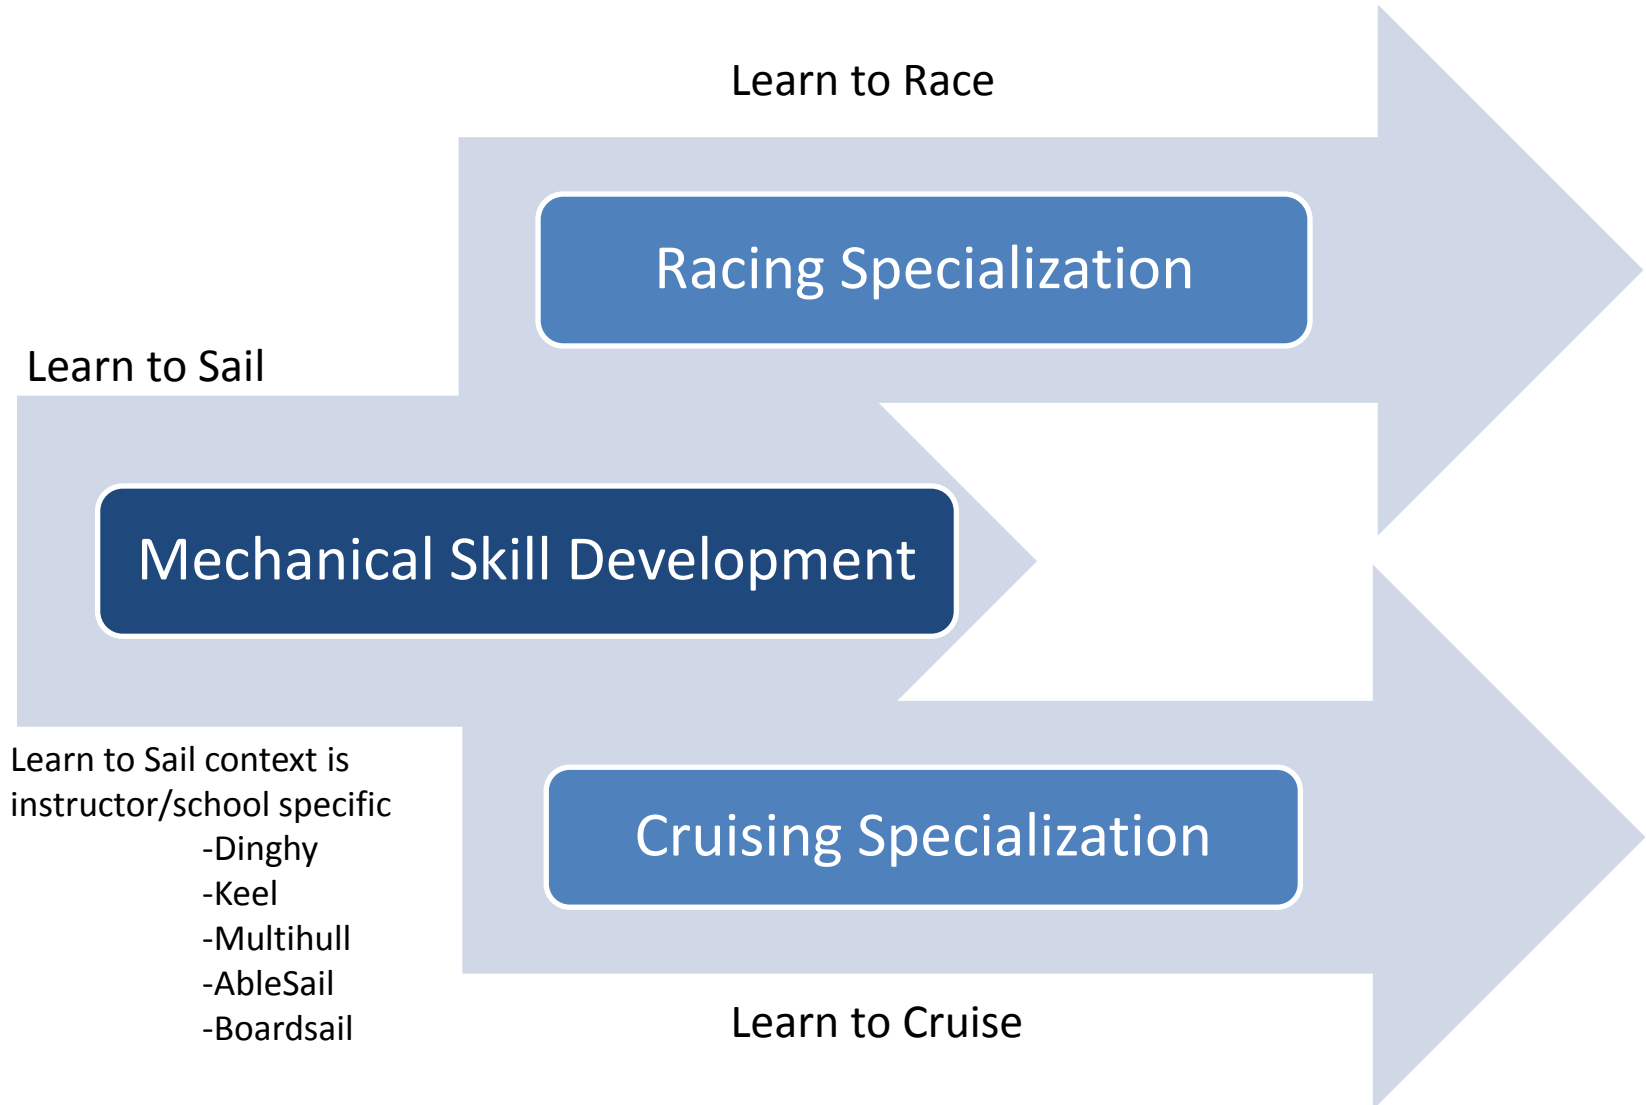 Learn to Race
Racing Specialization
Learn to Sail
Mechanical Skill Development
Learn to Sail context is
instructor/school specific
-Dinghy
-Keel
-Multihull
-AbleSail
-Boardsail
Cruising Specialization
Learn to Cruise